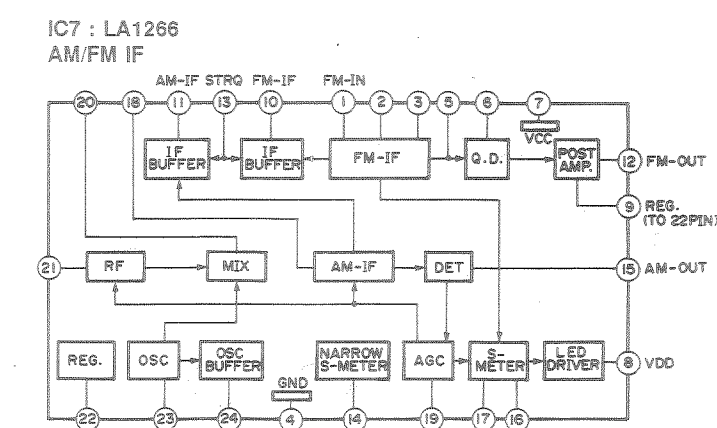 IC7 : LA1266
AM/FM IF
AM-IF STRQ FM-IF FM-IN
20 18 11 13 10 1 2 3 5 6 7
VCC
IF BUFFER
IF BUFFER
FM-IF
Q.D.
POST AMP.
12 FM-OUT
9 REG.
(TO 22PIN)
21
RF
MIX
AM-IF
DET
15 AM-OUT
REG.
OSC
OSC BUFFER
GND
NARROW S-METER
AGC
S-METER
LED DRIVER
8 VDD
22 23 24 4 14 19 17 16